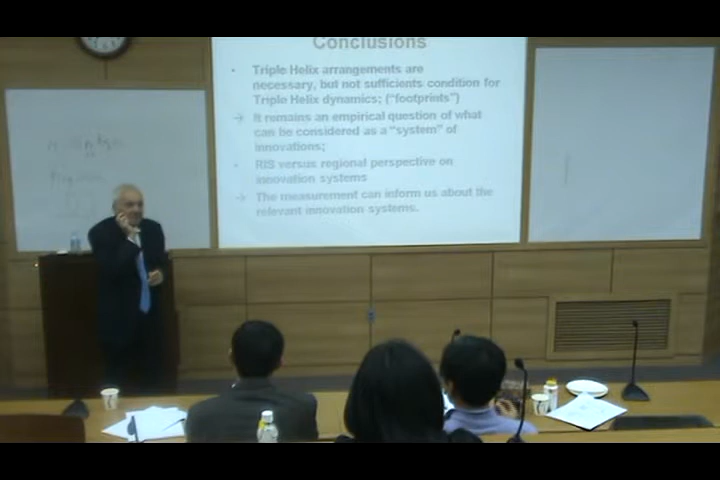 Conclusions
Triple Helix arrangements are
necessary, but not sufficients condition for
Triple Helix dynamics; ("footprints")
→ It remains an empirical question of what
can be considered as a "system" of
innovations;
RIS versus regional perspective on
innovation systems
→ The measurement can inform us about the
relevant innovation systems.